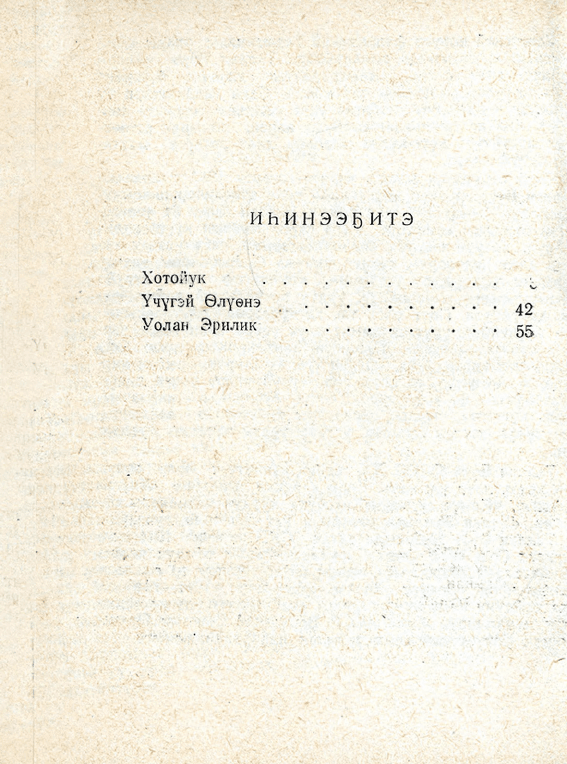 ИҺИНЭЭҔИТЭ
Хотойук . . . . . . . . . . . .
Үчүгэй Өлүөнэ . . . . . . . . . . 42
Уолан Эрилик . . . . . . . . . . 55